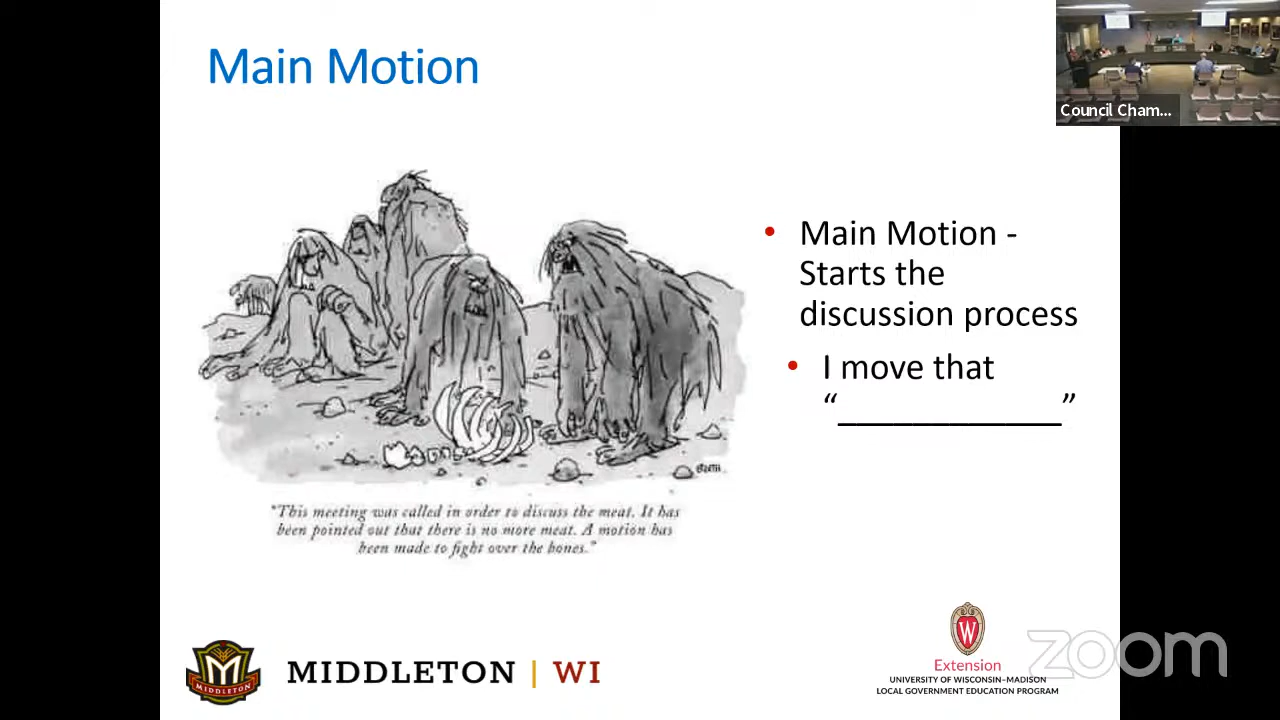 Main Motion
Council Cham...
• Main Motion -
Starts the
discussion process
• I move that
“____________”
"This meeting was called in order to discuss the meat. It has
been pointed out that there is no more meat. A motion has
been made to fight over the bones."
MIDDLETON
MIDDLETON | WI
W
Extension
UNIVERSITY OF WISCONSIN–MADISON
LOCAL GOVERNMENT EDUCATION PROGRAM
zoom